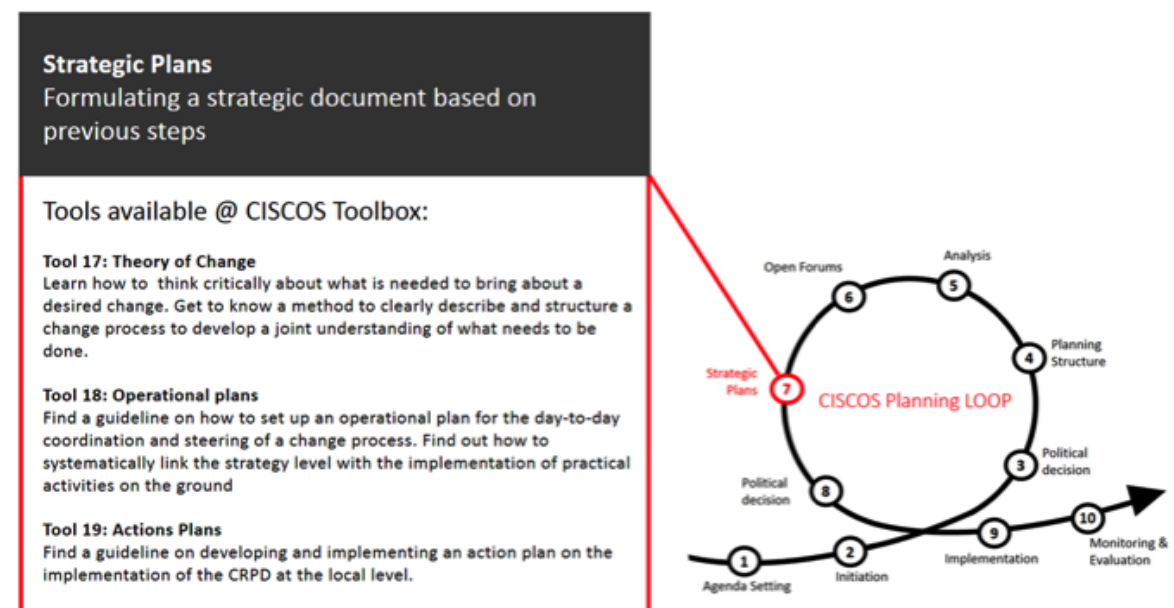 Strategic Plans
Formulating a strategic document based on
previous steps
Tools available @ CISCOS Toolbox:
Tool 17: Theory of Change
Learn how to think critically about what is needed to bring about a
desired change. Get to know a method to clearly describe and structure a
change process to develop a joint understanding of what needs to be
done.
Tool 18: Operational plans
Find a guideline on how to set up an operational plan for the day-to-day
coordination and steering of a change process. Find out how to
systematically link the strategy level with the implementation of practical
activities on the ground
Tool 19: Actions Plans
Find a guideline on developing and implementing an action plan on the
implementation of the CRPD at the local level.
Analysis
5
Open Forums
6
Planning
Structure
4
Strategic
Plans
7
CISCOS Planning LOOP
Political
decision
3
Political
decision
8
10
Monitoring &
Evaluation
9
Implementation
2
Initiation
1
Agenda Setting